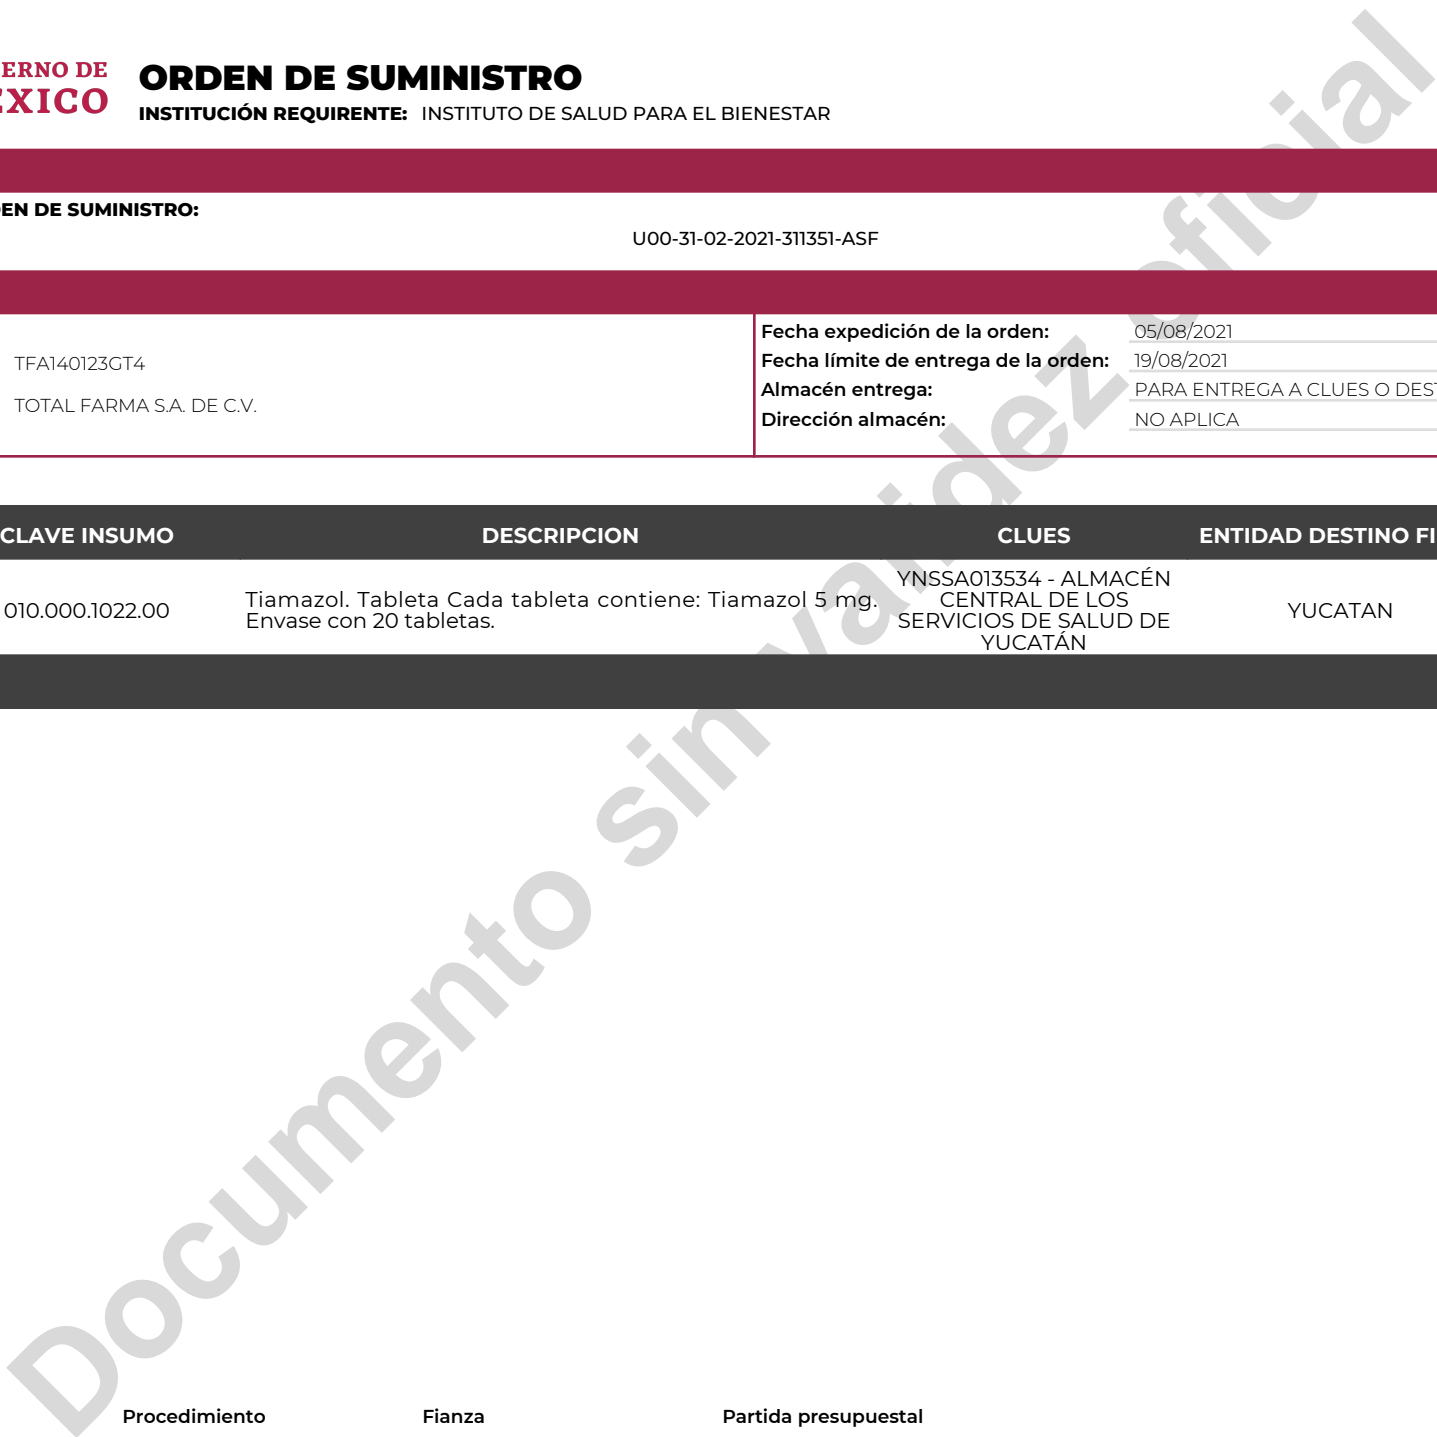 ERNO DE
EXICO
ORDEN DE SUMINISTRO
INSTITUCIÓN REQUIRENTE: INSTITUTO DE SALUD PARA EL BIENESTAR
EN DE SUMINISTRO:
U00-31-02-2021-311351-ASF
TFA140123GT4
TOTAL FARMA S.A. DE C.V.
Fecha expedición de la orden: 05/08/2021
Fecha límite de entrega de la orden: 19/08/2021
Almacén entrega: PARA ENTREGA A CLUES O DEST
Dirección almacén: NO APLICA
CLAVE INSUMO DESCRIPCION CLUES ENTIDAD DESTINO FI
010.000.1022.00
Tiamazol. Tableta Cada tableta contiene: Tiamazol 5 mg.
Envase con 20 tabletas.
YNSSA013534 - ALMACÉN
CENTRAL DE LOS
SERVICIOS DE SALUD DE
YUCATÁN
YUCATAN
Documento sin validez oficial
Procedimiento Fianza Partida presupuestal